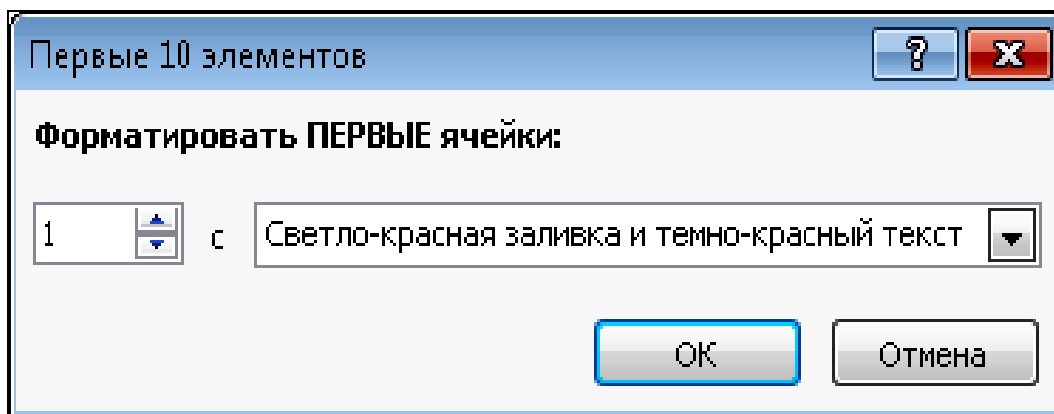 Первые 10 элементов
?
Форматировать ПЕРВЫЕ ячейки:
1 с Светло-красная заливка и темно-красный текст
ОК Отмена